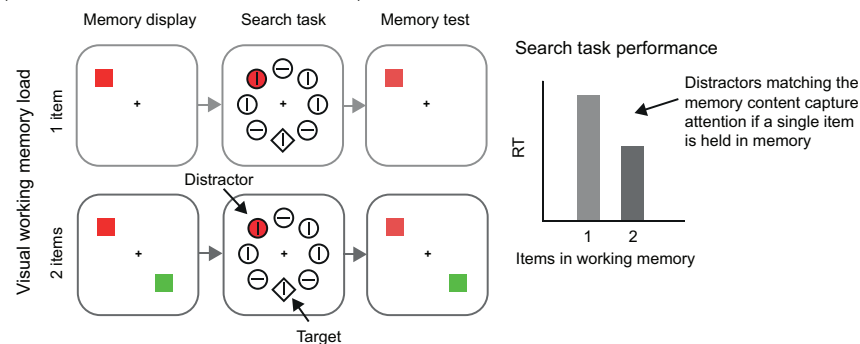 Memory display
Search task
Memory test
Visual working memory load
1 item
2 items
Distractor
Target
Search task performance
RT
Distractors matching the
memory content capture
attention if a single item
is held in memory
1 2
Items in working memory